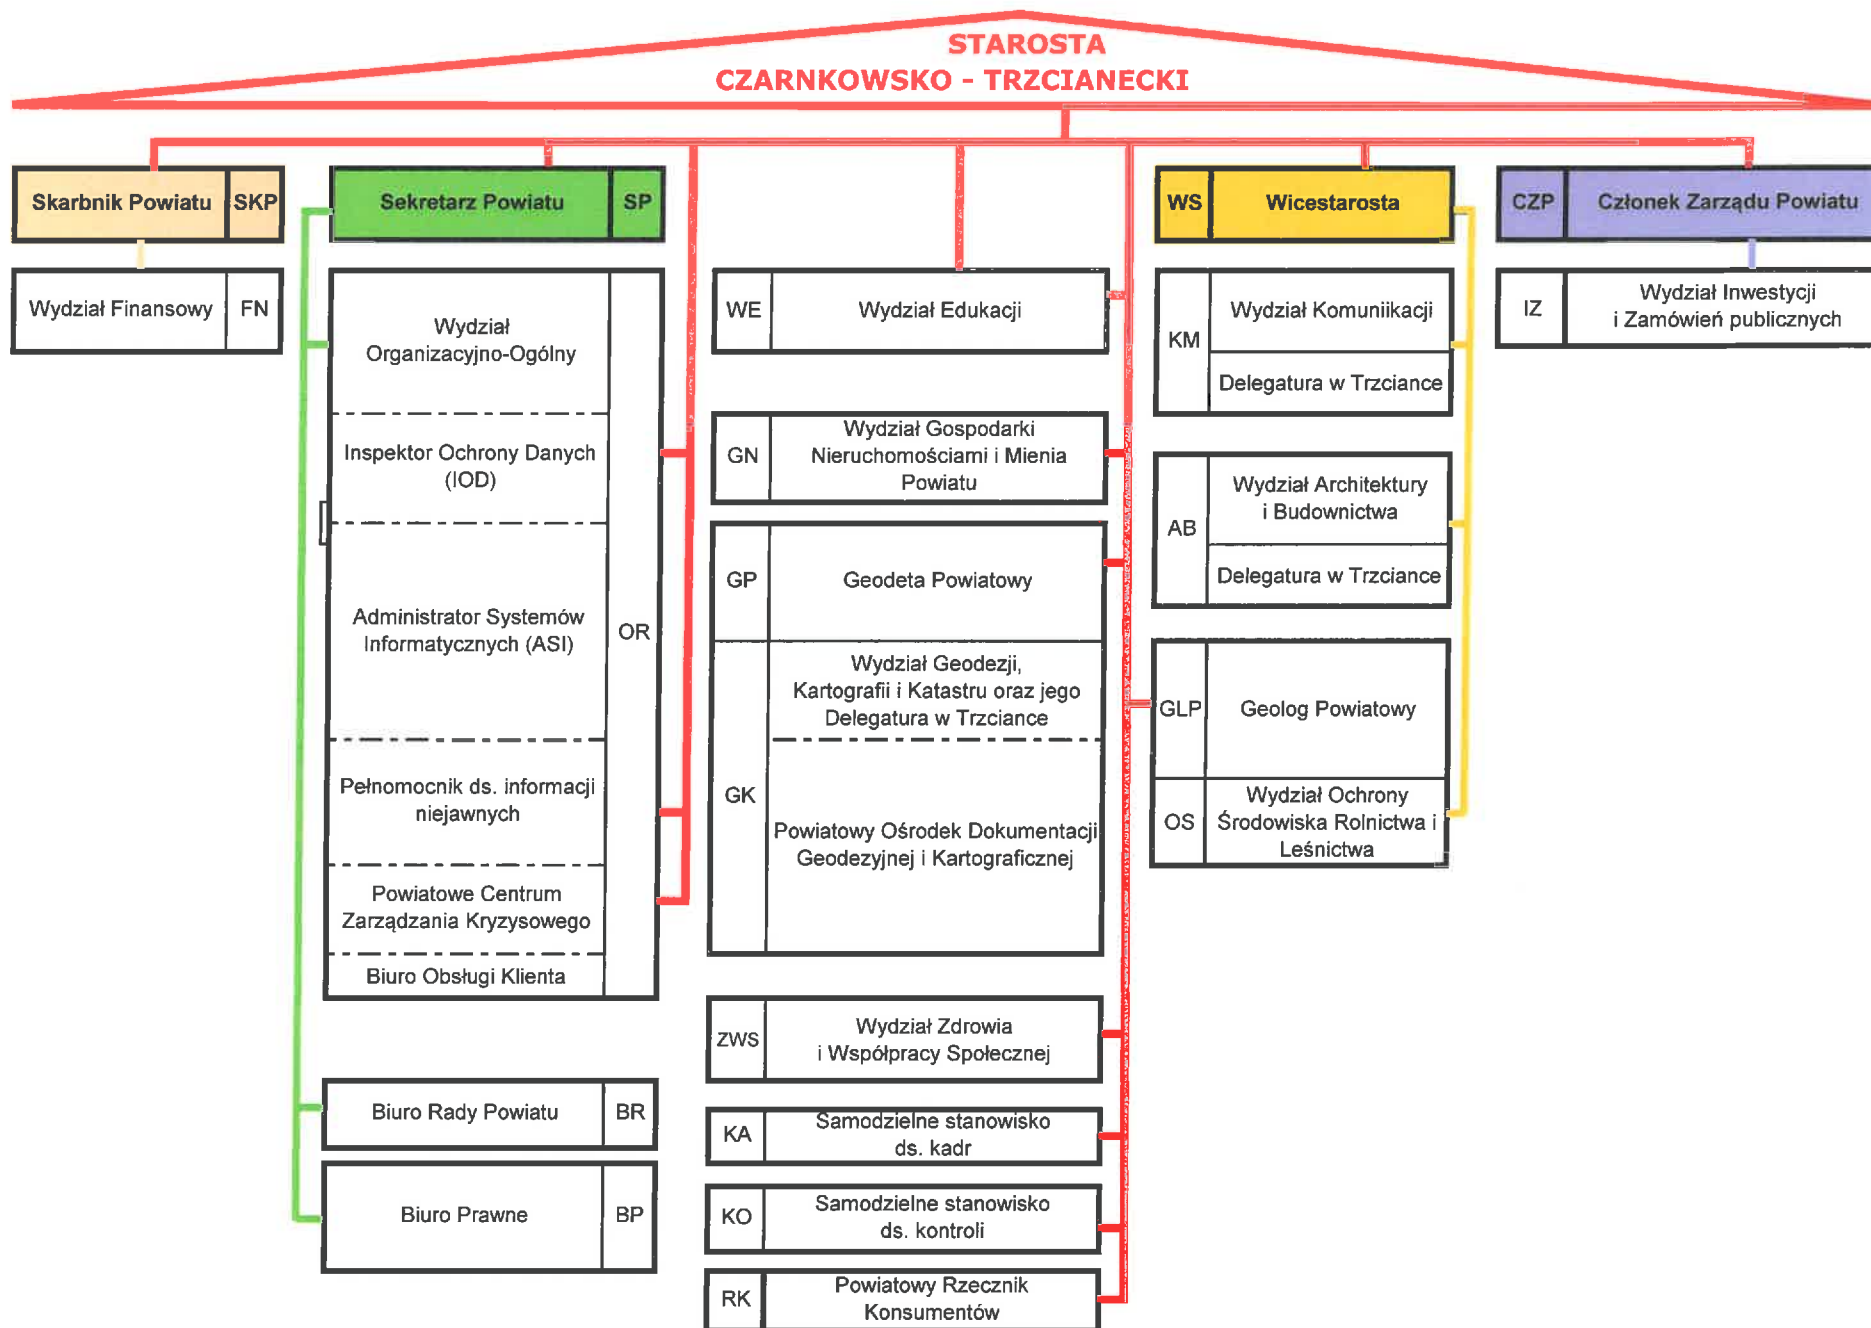 STAROSTA
CZARNKOWSKO - TRZCIANECKI
Skarbnik Powiatu SKP
Wydział Finansowy FN
Sekretarz Powiatu SP
Wydział
Organizacyjno-Ogólny
Inspektor Ochrony Danych
(IOD)
Administrator Systemów
Informatycznych (ASI)
OR
Pełnomocnik ds. informacji
niejawnych
Powiatowe Centrum
Zarządzania Kryzysowego
Biuro Obsługi Klienta
Biuro Rady Powiatu BR
Biuro Prawne BP
WE Wydział Edukacji
GN
Wydział Gospodarki
Nieruchomościami i Mienia
Powiatu
GP Geodeta Powiatowy
GK
Wydział Geodezji,
Kartografii i Katastru oraz jego
Delegatura w Trzciance
Powiatowy Ośrodek Dokumentacji
Geodezyjnej i Kartograficznej
ZWS
Wydział Zdrowia
i Współpracy Społecznej
KA
Samodzielne stanowisko
ds. kadr
KO
Samodzielne stanowisko
ds. kontroli
RK
Powiatowy Rzecznik
Konsumentów
WS Wicestarosta
KM
Wydział Komuniikacji
Delegatura w Trzciance
AB
Wydział Architektury
i Budownictwa
Delegatura w Trzciance
GLP Geolog Powiatowy
OS
Wydział Ochrony
Środowiska Rolnictwa i
Leśnictwa
CZP Członek Zarządu Powiatu
IZ
Wydział Inwestycji
i Zamówień publicznych